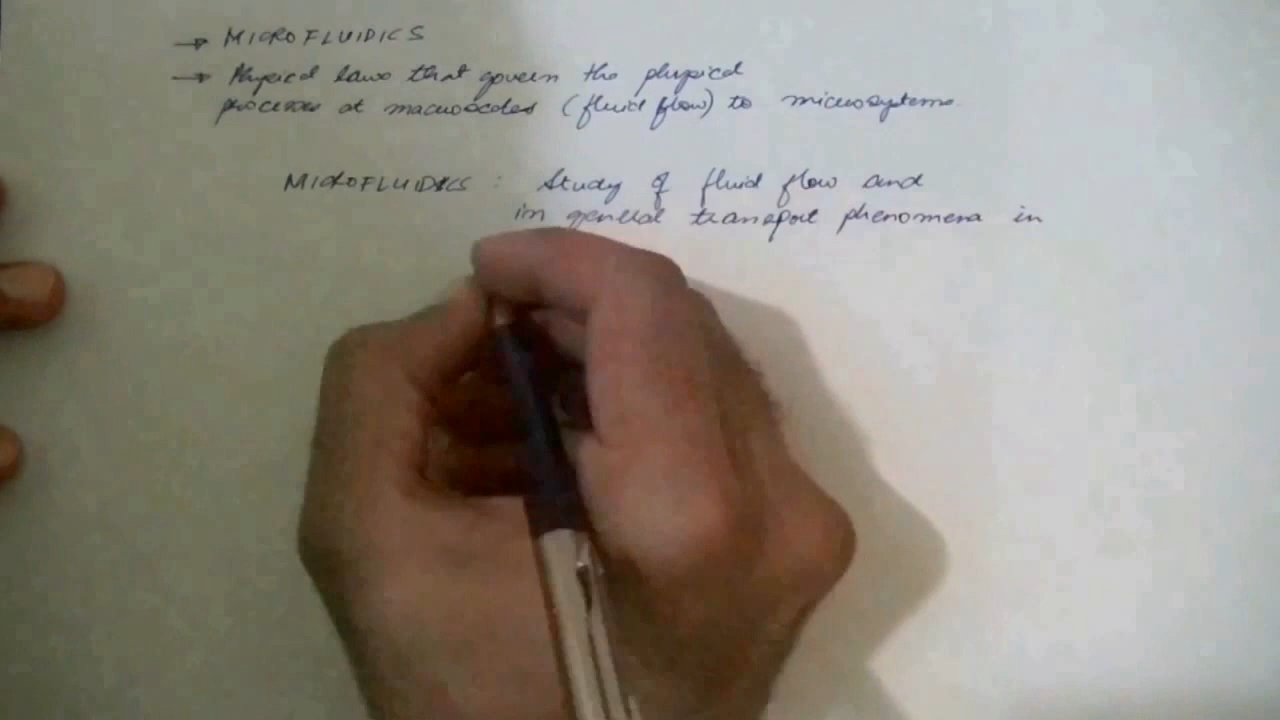 → MICROFLUIDICS
→ Physical laws that govern the physical
processes at macroscales (fluid flow) to microsystems.
MICROFLUIDICS : Study of fluid flow and
in general transport phenomena in